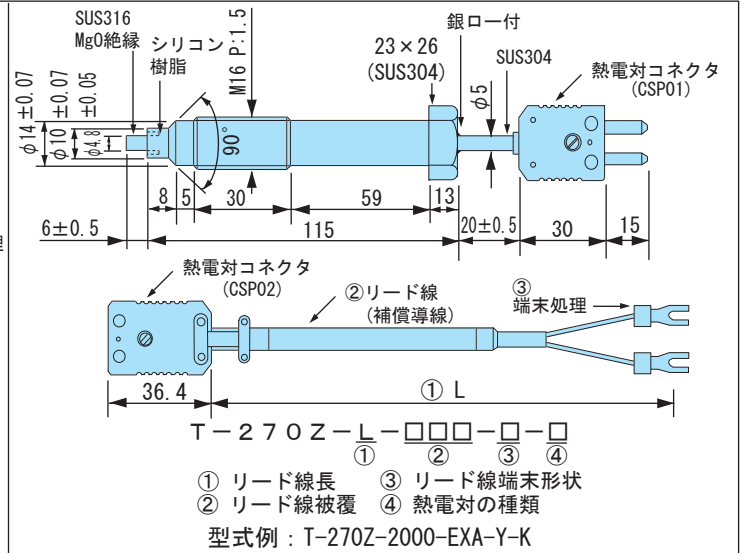 SUS316
MgO絶縁
シリコン
樹脂
M16 P:1.5
23×26
(SUS304)
銀ロー付
SUS304
熱電対コネクタ
(CSP01)
φ14 ±0.07
φ10 ±0.07
φ4.8 ±0.05
90°
φ5
8
5
30
59
13
6±0.5
115
20±0.5
30
15
理
熱電対コネクタ
(CSP02)
②リード線
(補償導線)
③
端末処理
36.4
① L
T-270Z-L-□□□-□-□
① ② ③ ④
① リード線長 ③ リード線端末形状
② リード線被覆 ④ 熱電対の種類
型式例：T-270Z-2000-EXA-Y-K